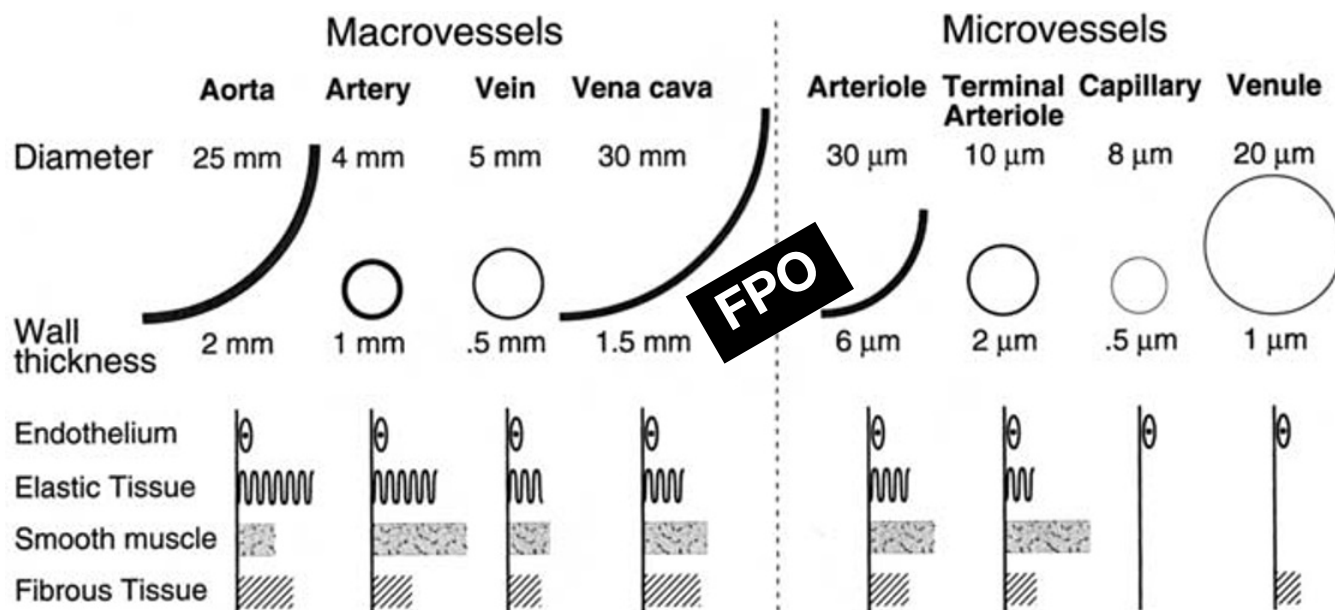 Macrovessels Microvessels
Aorta Artery Vein Vena cava Arteriole Terminal Arteriole Capillary Venule
Diameter 25 mm 4 mm 5 mm 30 mm 30 μm 10 μm 8 μm 20 μm
FPO
Wall thickness 2 mm 1 mm .5 mm 1.5 mm 6 μm 2 μm .5 μm 1 μm
Endothelium
Elastic Tissue
Smooth muscle
Fibrous Tissue